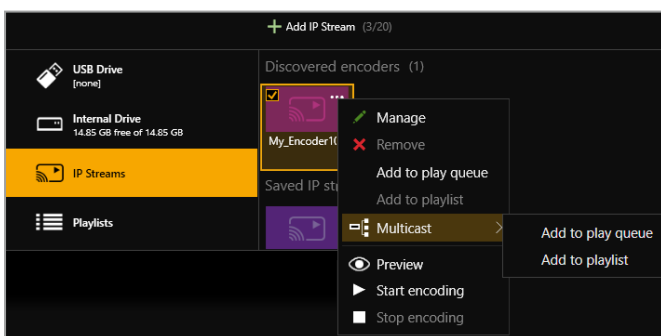 Add IP Stream (3/20)
USB Drive
[none]
Internal Drive
14.85 GB free of 14.85 GB
IP Streams
Playlists
Discovered encoders (1)
My_Encoder10
Saved IP str
Manage
Remove
Add to play queue
Add to playlist
Multicast
Preview
Start encoding
Stop encoding
Add to play queue
Add to playlist